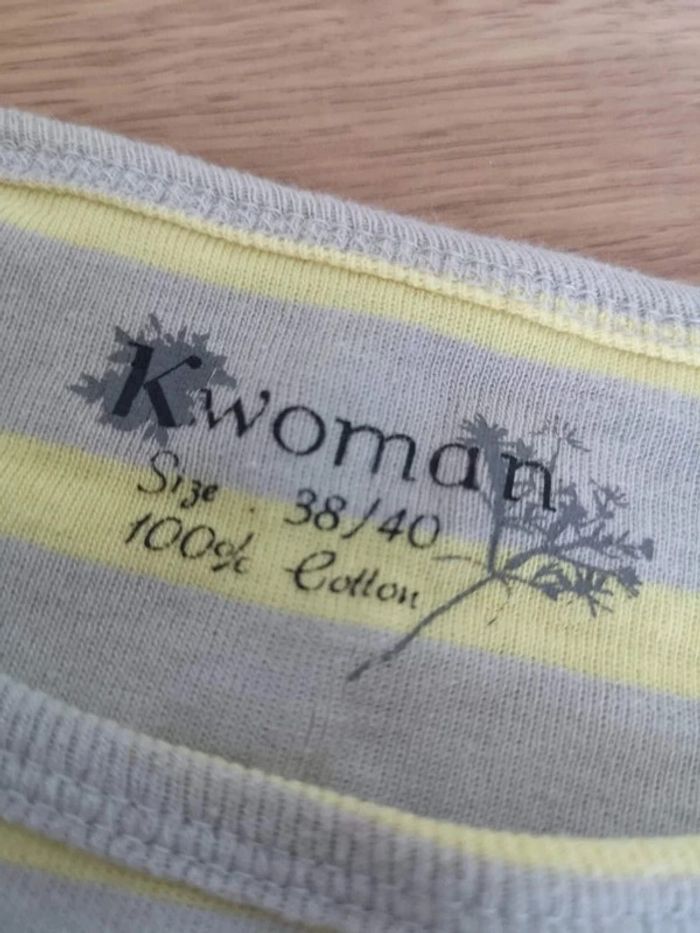 Kwoman
Size . 38/40
100% Cotton